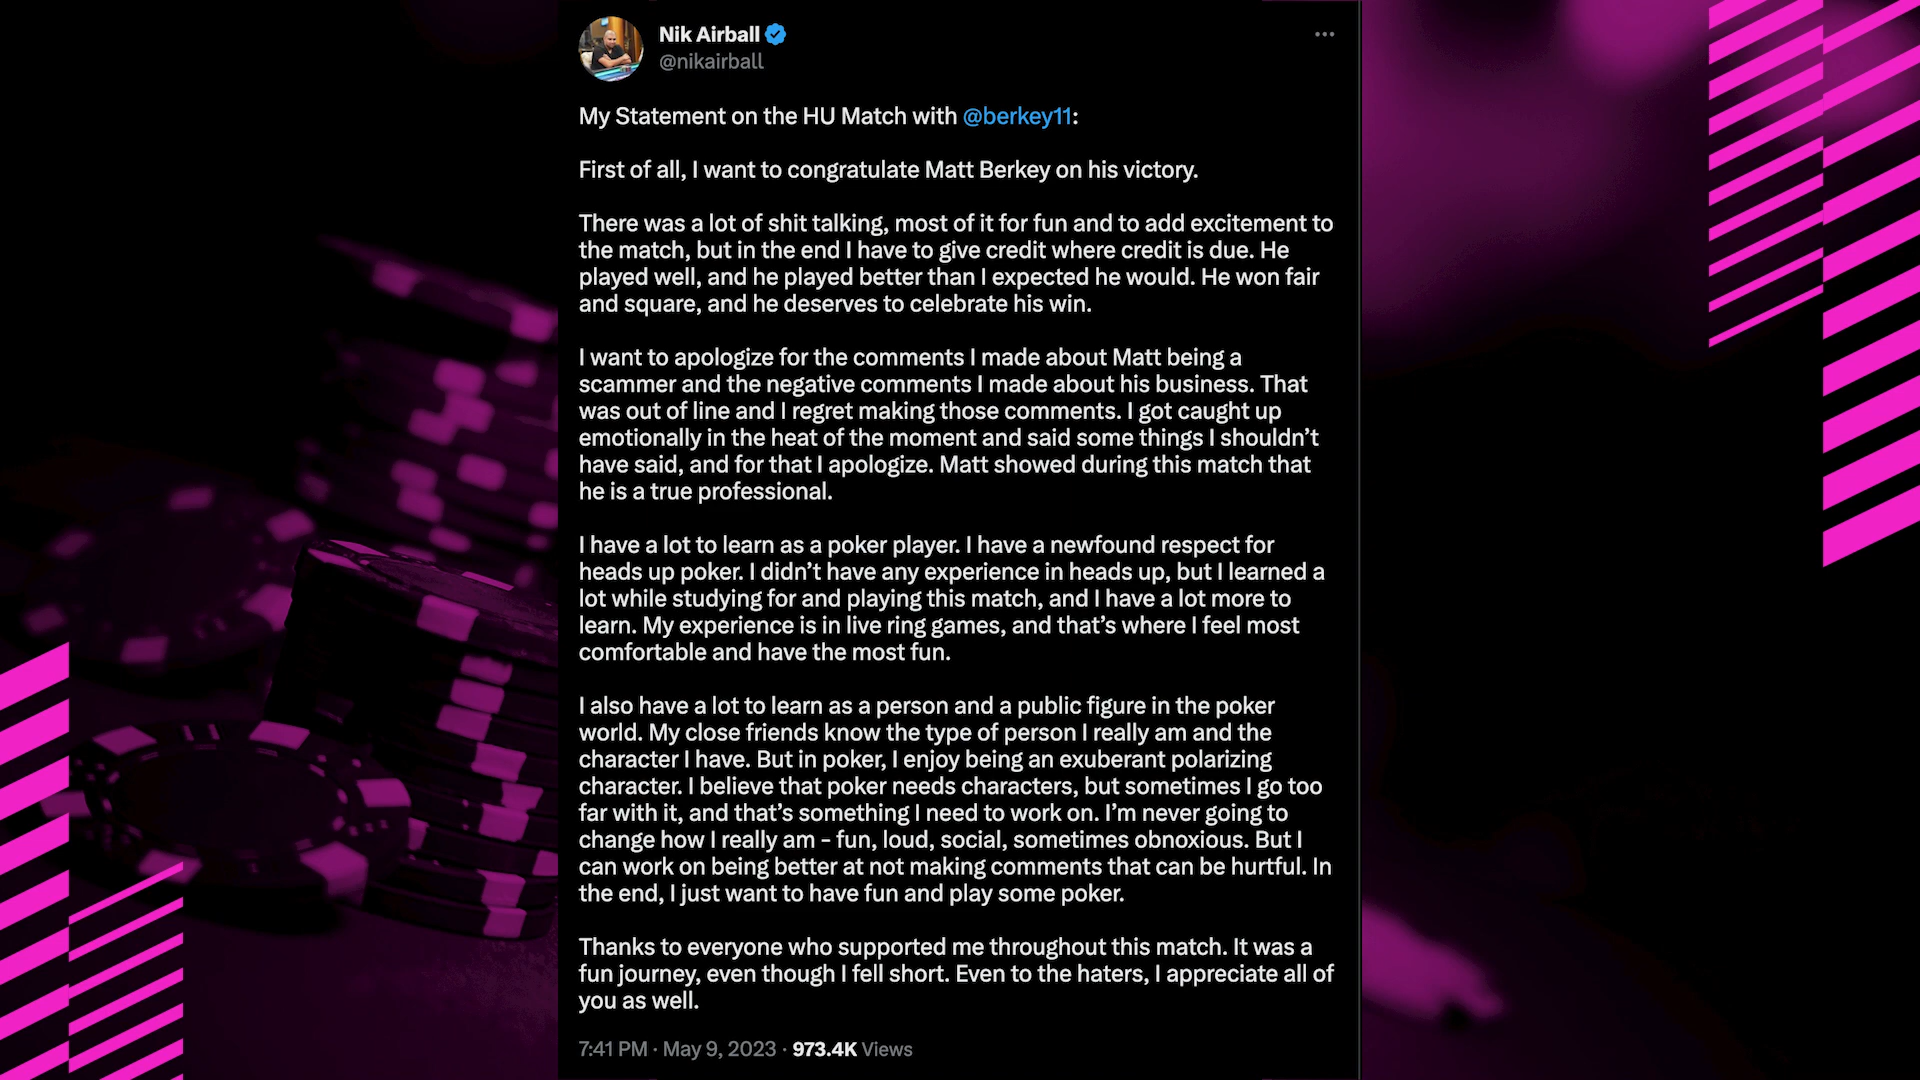 Nik Airball
@nikairball
My Statement on the HU Match with @berkey11:
First of all, I want to congratulate Matt Berkey on his victory.
There was a lot of shit talking, most of it for fun and to add excitement to
the match, but in the end I have to give credit where credit is due. He
played well, and he played better than I expected he would. He won fair
and square, and he deserves to celebrate his win.
I want to apologize for the comments I made about Matt being a
scammer and the negative comments I made about his business. That
was out of line and I regret making those comments. I got caught up
emotionally in the heat of the moment and said some things I shouldn’t
have said, and for that I apologize. Matt showed during this match that
he is a true professional.
I have a lot to learn as a poker player. I have a newfound respect for
heads up poker. I didn’t have any experience in heads up, but I learned a
lot while studying for and playing this match, and I have a lot more to
learn. My experience is in live ring games, and that’s where I feel most
comfortable and have the most fun.
I also have a lot to learn as a person and a public figure in the poker
world. My close friends know the type of person I really am and the
character I have. But in poker, I enjoy being an exuberant polarizing
character. I believe that poker needs characters, but sometimes I go too
far with it, and that’s something I need to work on. I’m never going to
change how I really am – fun, loud, social, sometimes obnoxious. But I
can work on being better at not making comments that can be hurtful. In
the end, I just want to have fun and play some poker.
Thanks to everyone who supported me throughout this match. It was a
fun journey, even though I fell short. Even to the haters, I appreciate all of
you as well.
7:41 PM · May 9, 2023 · 973.4K Views